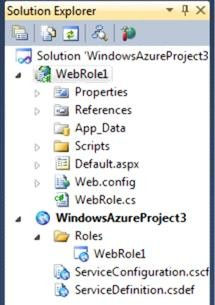 Solution Explorer
Solution 'WindowsAzureProject3
WebRole1
Properties
References
App_Data
Scripts
Default.aspx
Web.config
WebRole.cs
WindowsAzureProject3
Roles
WebRole1
ServiceConfiguration.cscf
ServiceDefinition.csdef